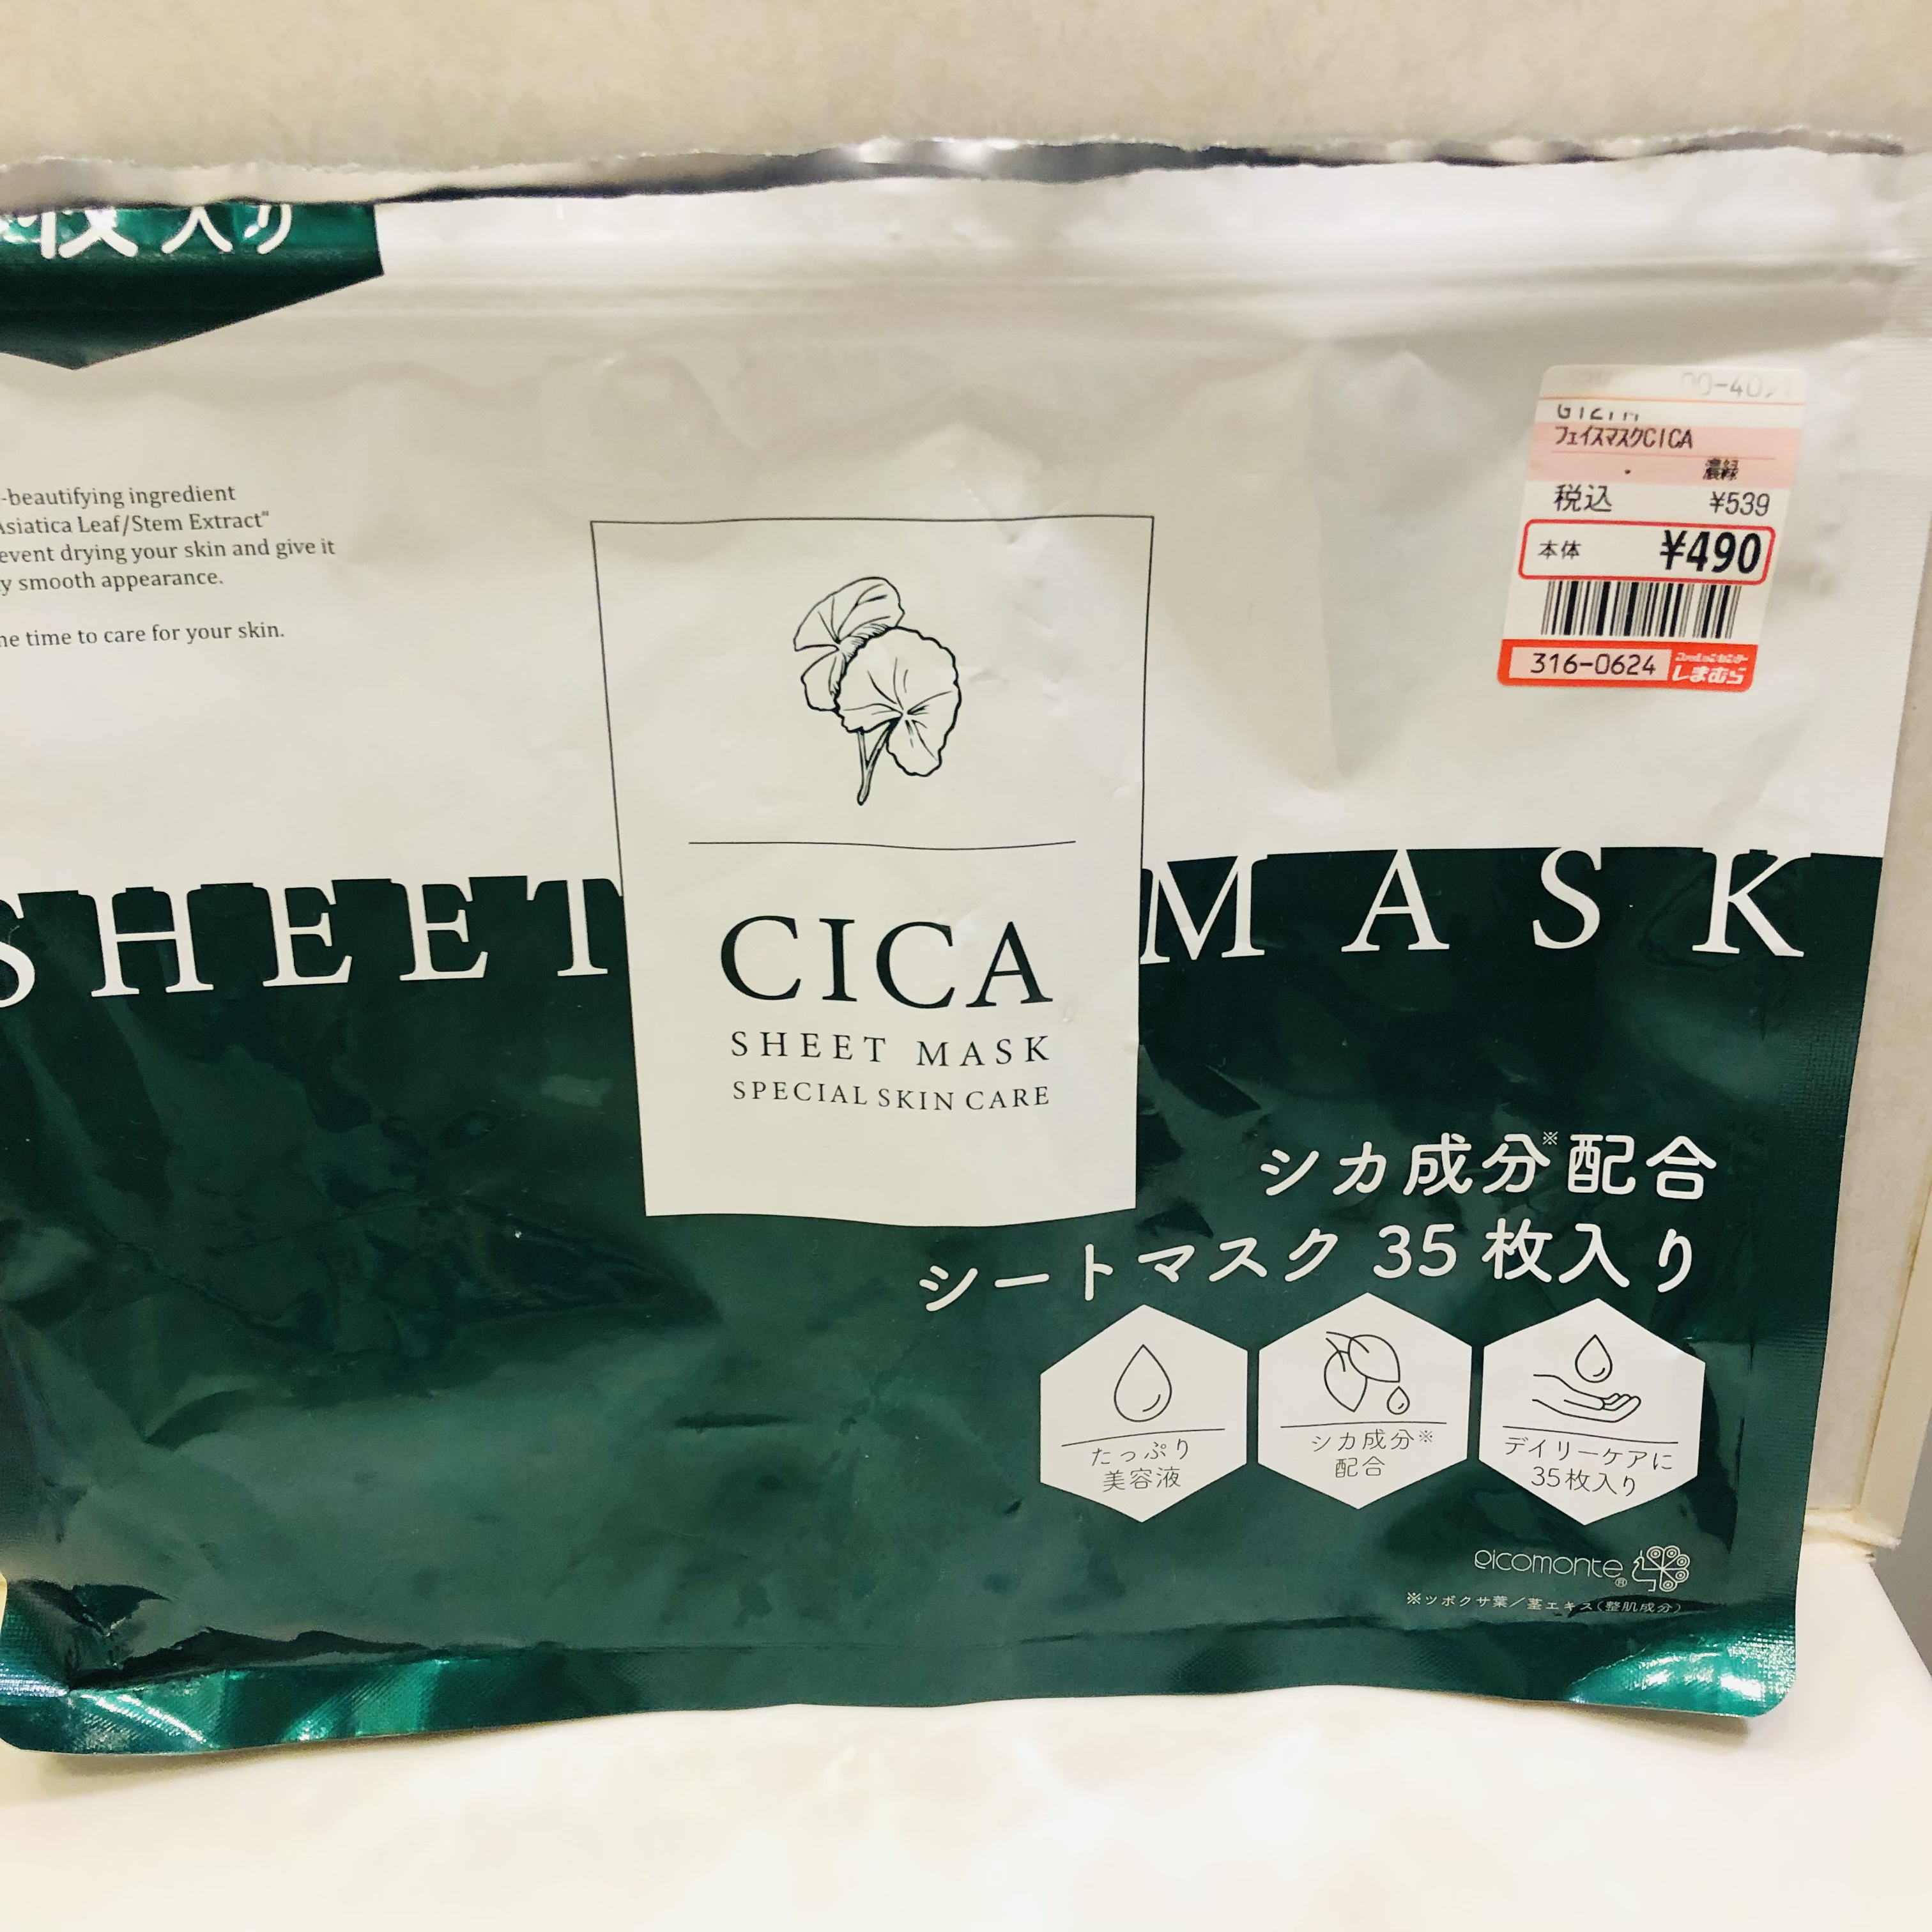 枚入り
-beautifying ingredient
Asiatica Leaf/Stem Extract"
event drying your skin and give it
y smooth appearance.
ne time to care for your skin.
フェイスマスクCICA
濃緑
税込 ¥539
本体 ¥490
316-0624 しまむら
SHEET MASK
CICA
SHEET MASK
SPECIAL SKIN CARE
シカ成分※配合
シートマスク 35枚入り
たっぷり
美容液
シカ成分※
配合
デイリーケアに
35枚入り
picomonte®
※ツボクサ葉/茎エキス(整肌成分)